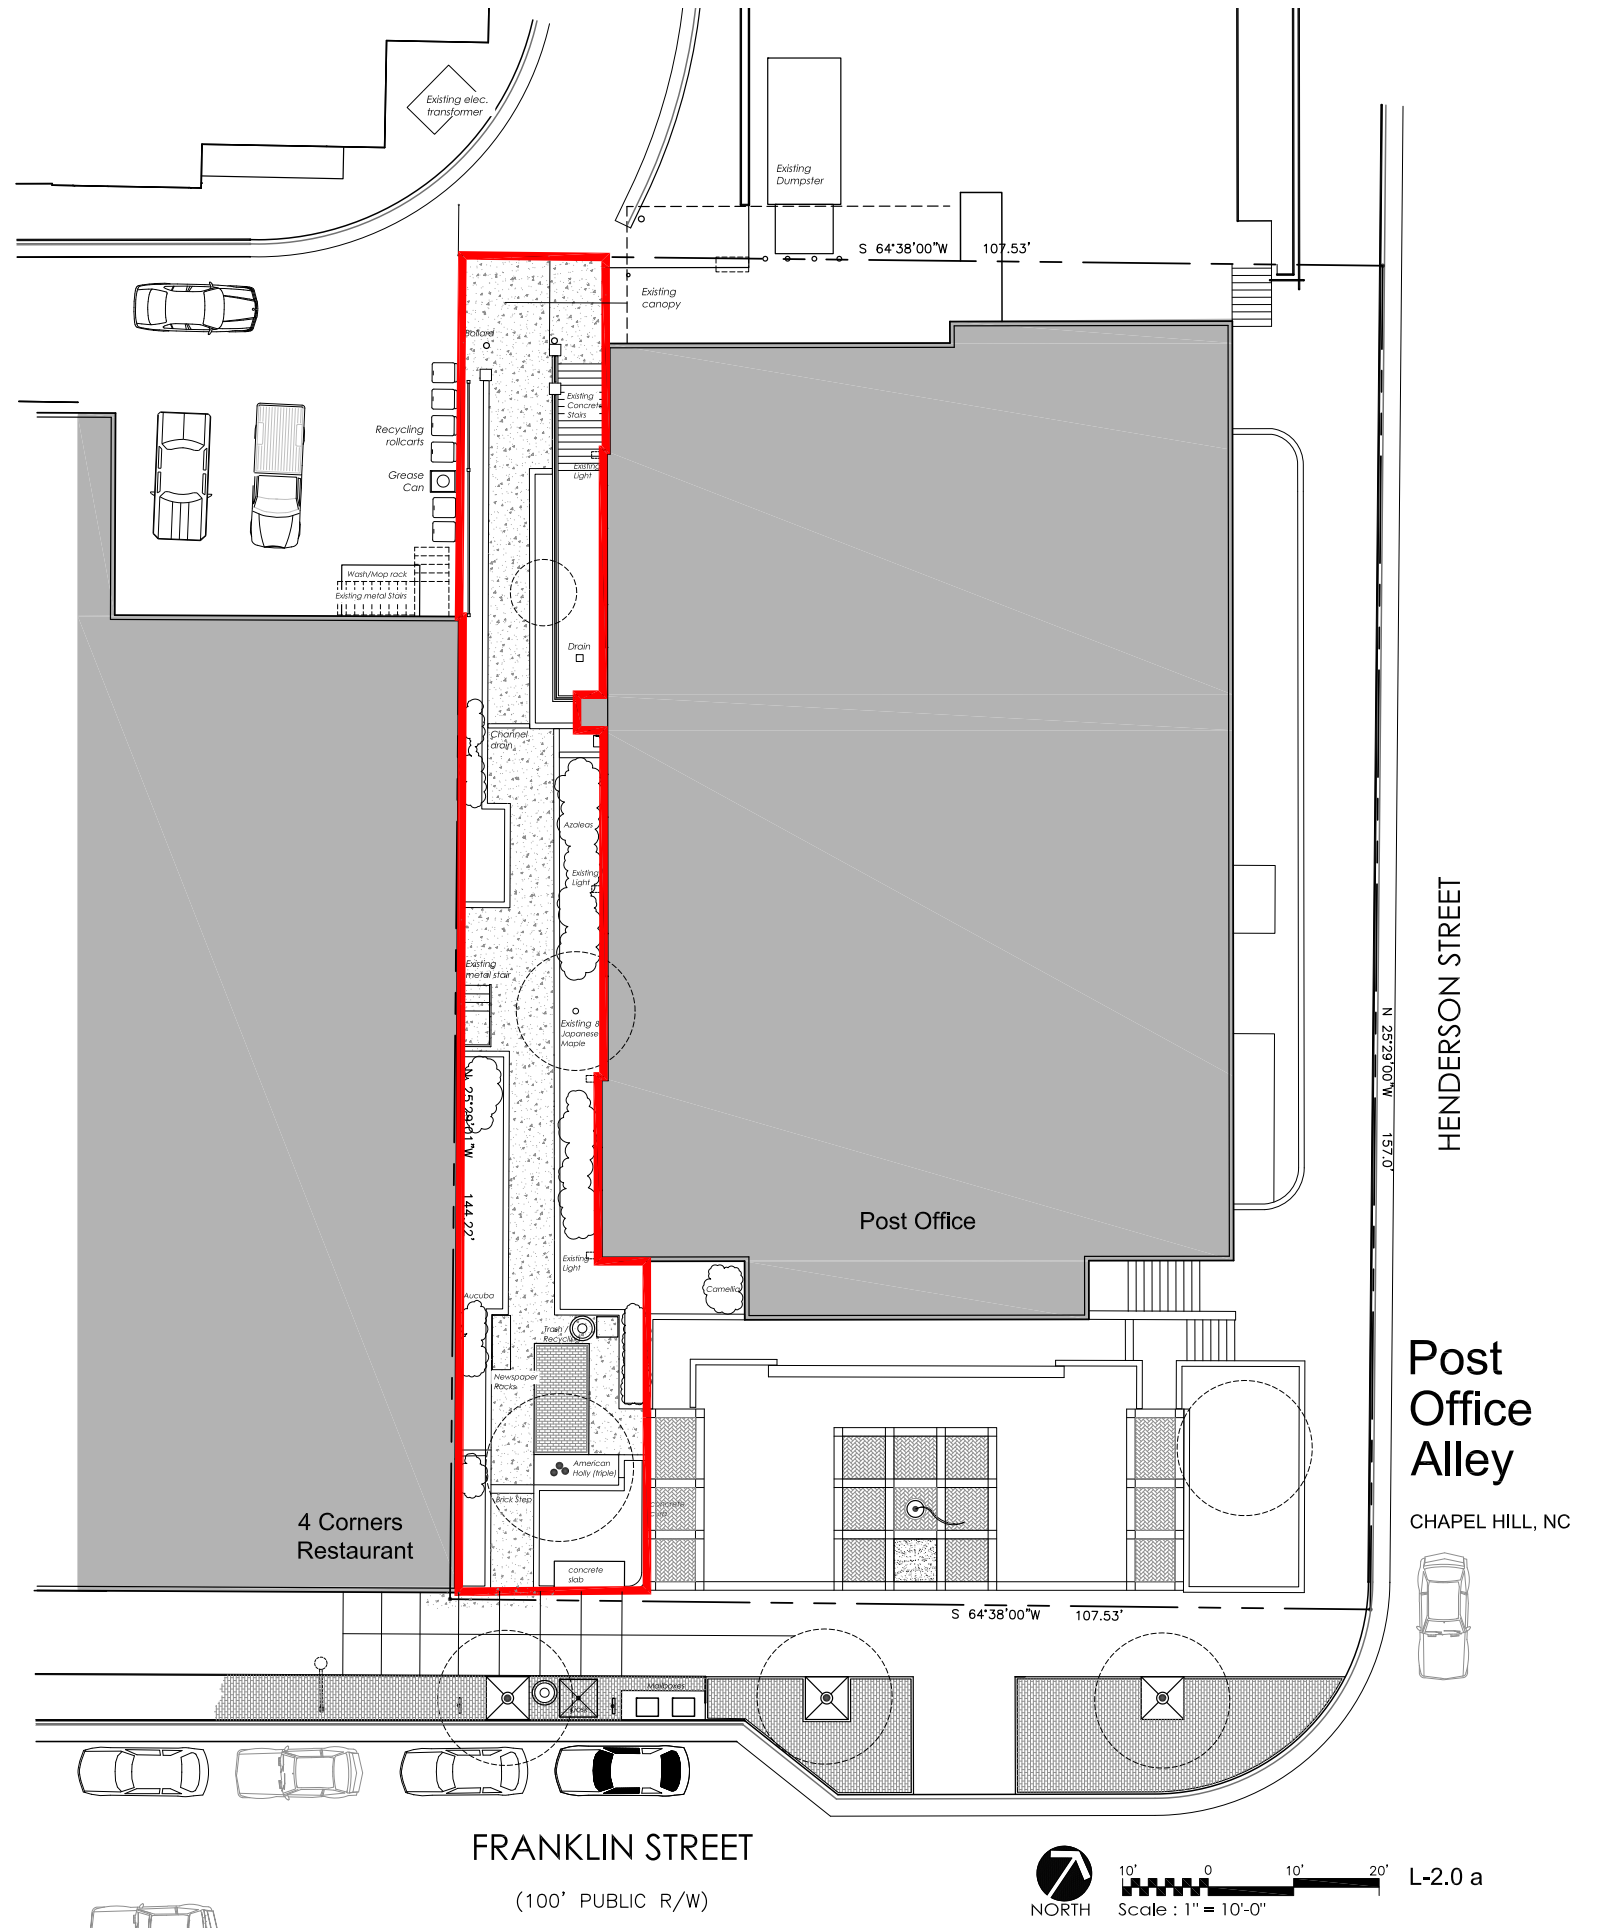 Existing elec.
transformer
Existing
Dumpster
S 64°38'00"W 107.53'
Existing
canopy
Bollard
Existing
Concrete
Stairs
Recycling
rollcarts
Existing
Light
Grease
Can
Wash/Mop rack
Existing metal Stairs
Drain
Channel
drain
Azaleas
Existing
Light
HENDERSON STREET
Existing
metal stair
Existing 8
Japanese
Maple
N 25°29'00"W 157.0'
N 25°29'01"W 144.22'
Post Office
Existing
Light
Camellia
Aucuba
Trash /
Recycling
Newspaper
Racks
Post
Office
Alley
American
Holly (triple)
Brick Step
concrete
4 Corners
Restaurant
CHAPEL HILL, NC
concrete
slab
S 64°38'00"W 107.53'
Mailboxes
FRANKLIN STREET
(100' PUBLIC R/W)
NORTH
10' 0 10' 20'
Scale : 1" = 10'-0"
L-2.0 a